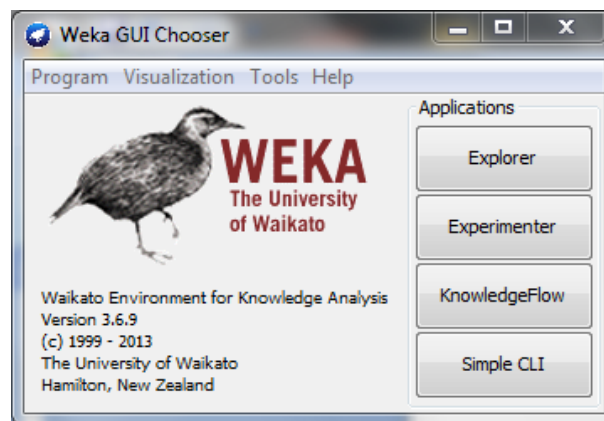 Weka GUI Chooser
Program Visualization Tools Help
WEKA
The University
of Waikato
Waikato Environment for Knowledge Analysis
Version 3.6.9
(c) 1999 - 2013
The University of Waikato
Hamilton, New Zealand
Applications
Explorer
Experimenter
KnowledgeFlow
Simple CLI